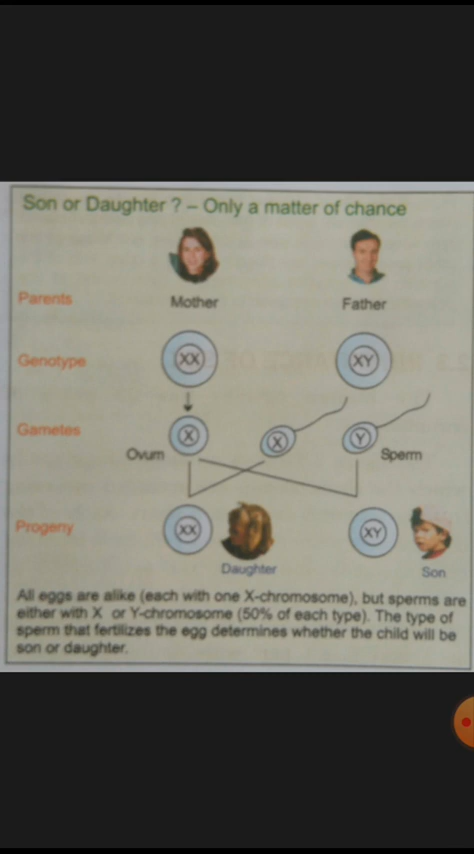 Son or Daughter ? – Only a matter of chance
Parents
Mother
Father
Genotype
XX
XY
Gametes
X
X
Y
Ovum
Sperm
Progeny
XX
XY
Daughter
Son
All eggs are alike (each with one X-chromosome), but sperms are
either with X or Y-chromosome (50% of each type). The type of
sperm that fertilizes the egg determines whether the child will be
son or daughter.